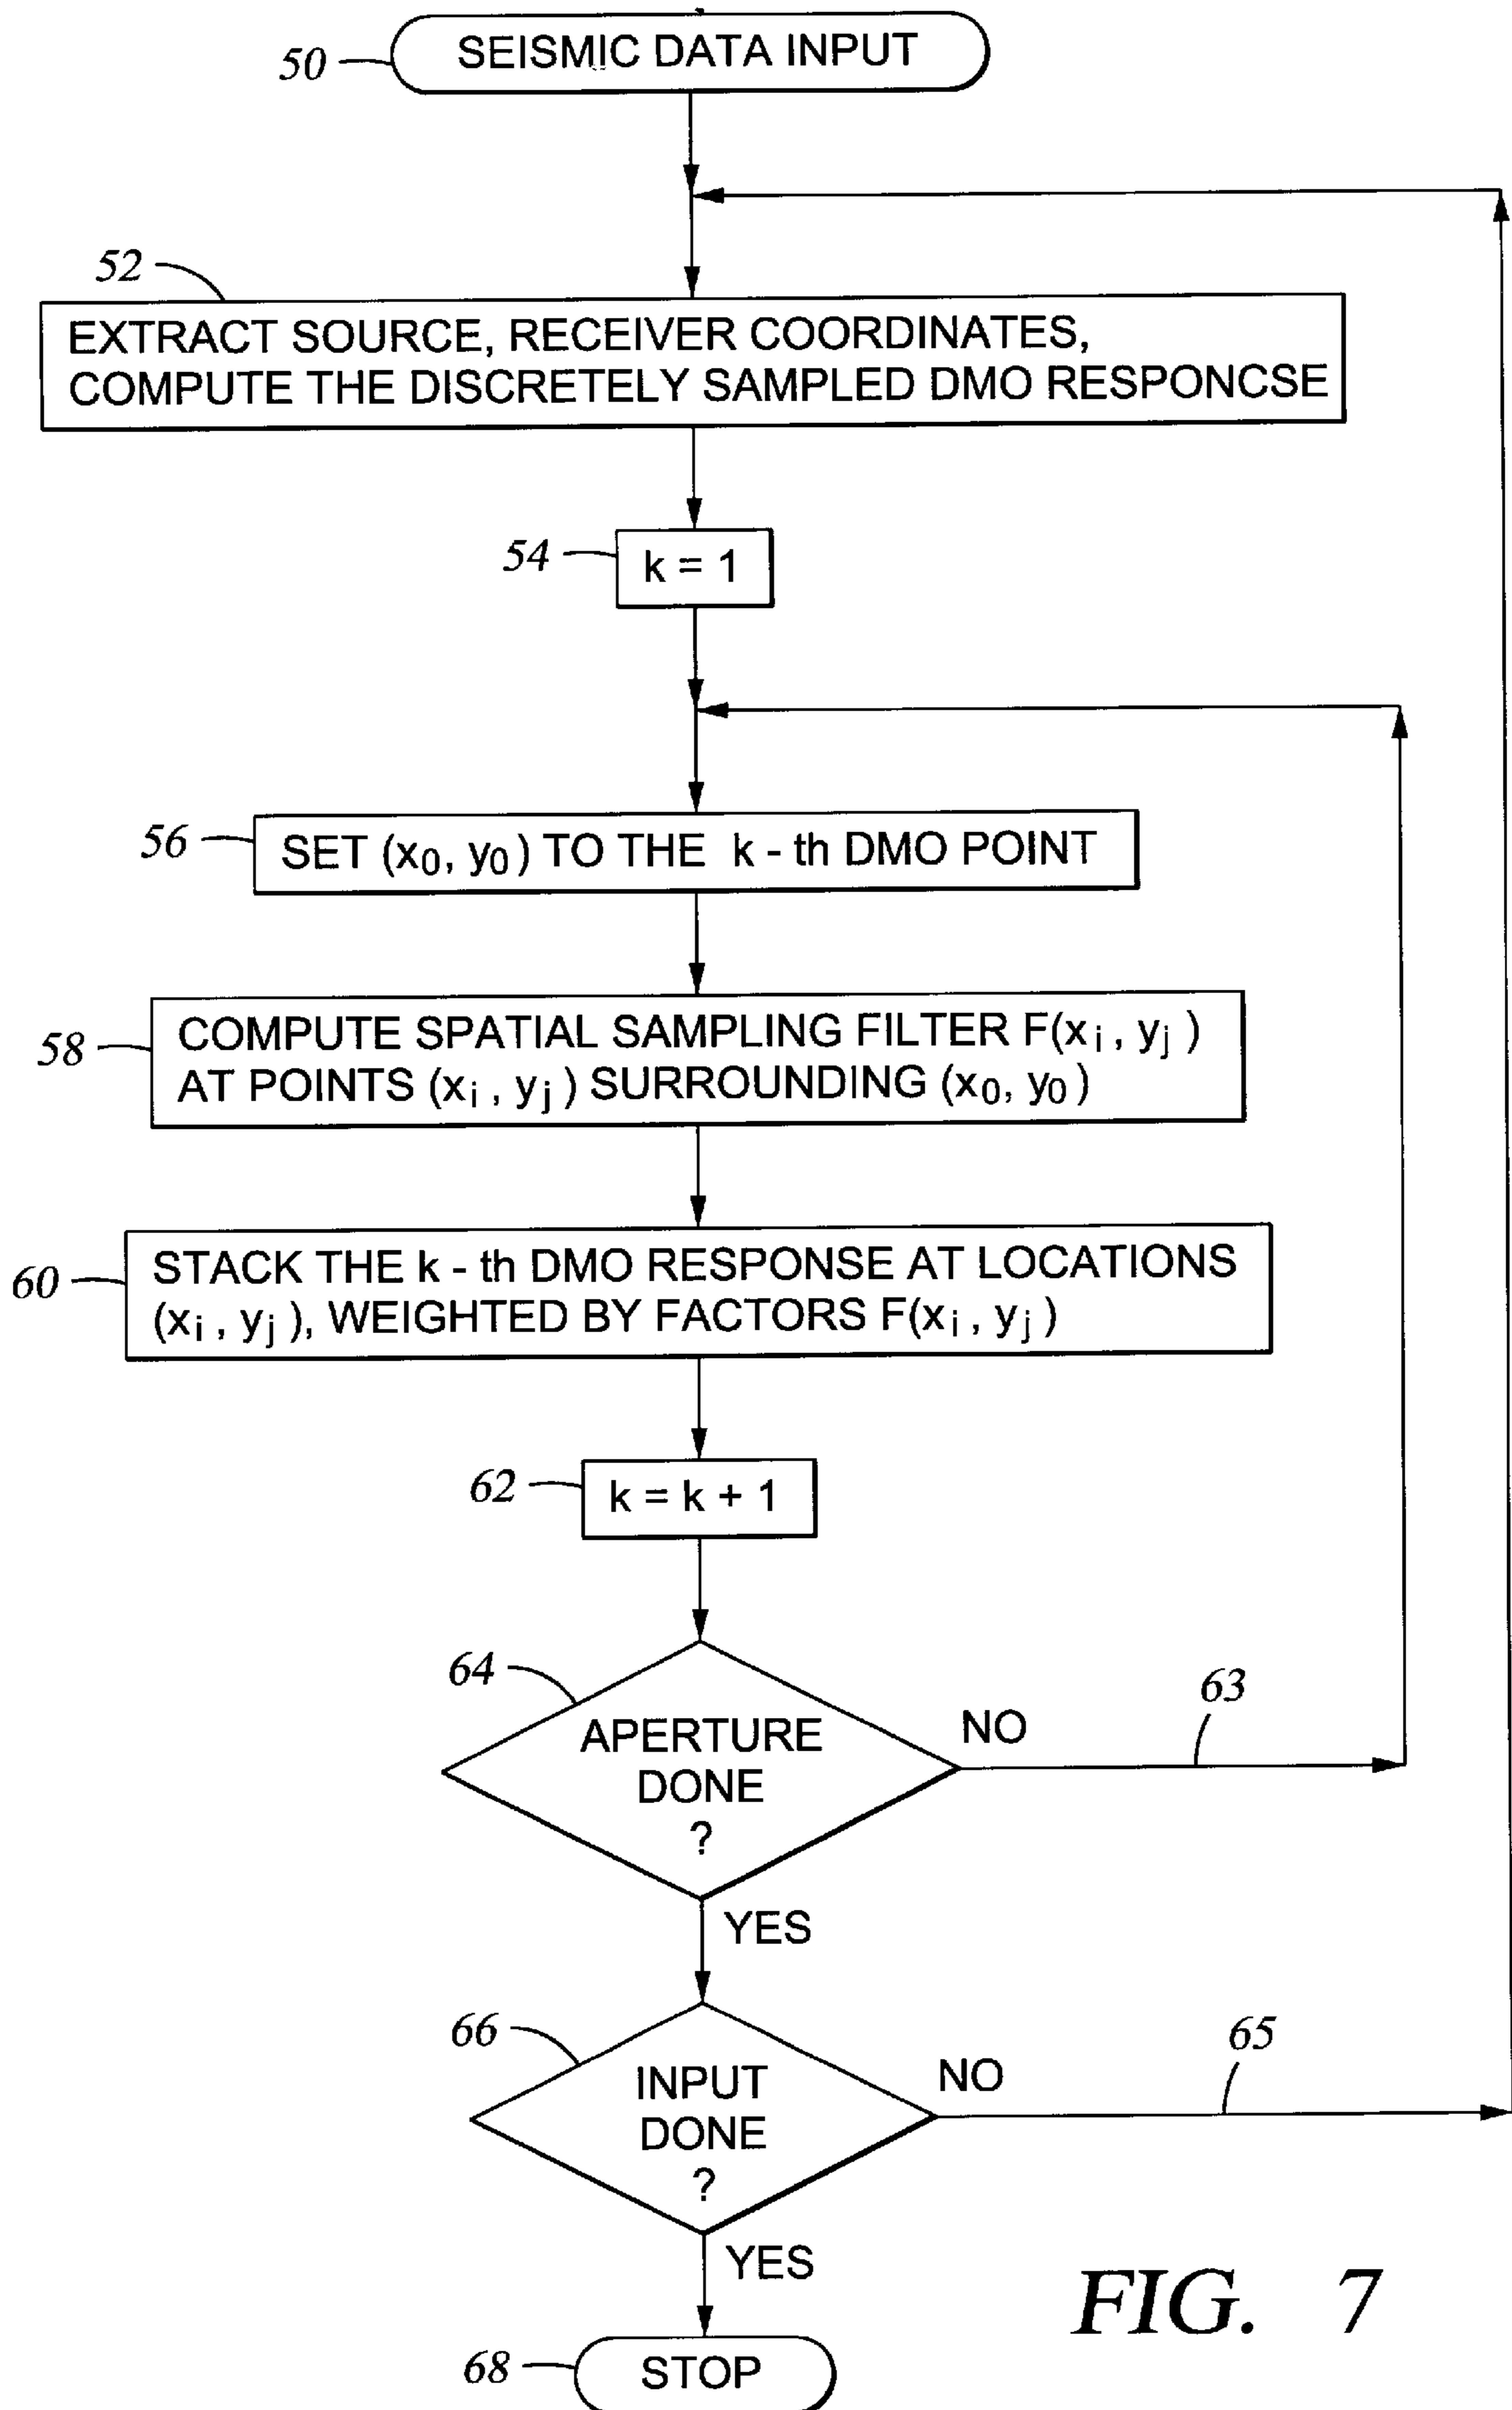 50
SEISMIC DATA INPUT
52
EXTRACT SOURCE, RECEIVER COORDINATES,
COMPUTE THE DISCRETELY SAMPLED DMO RESPONCSE
54
k = 1
56
SET (x0, y0) TO THE k - th DMO POINT
58
COMPUTE SPATIAL SAMPLING FILTER F(xi , yj )
AT POINTS (xi , yj ) SURROUNDING (x0, y0 )
60
STACK THE k - th DMO RESPONSE AT LOCATIONS
(xi , yj ), WEIGHTED BY FACTORS F(xi , yj )
62
k = k + 1
64
APERTURE
DONE
?
NO
63
YES
66
INPUT
DONE
?
NO
65
YES
68
STOP
FIG. 7